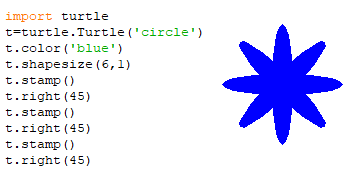 import turtle
t=turtle.Turtle('circle')
t.color('blue')
t.shapesize(6,1)
t.stamp()
t.right(45)
t.stamp()
t.right(45)
t.stamp()
t.right(45)